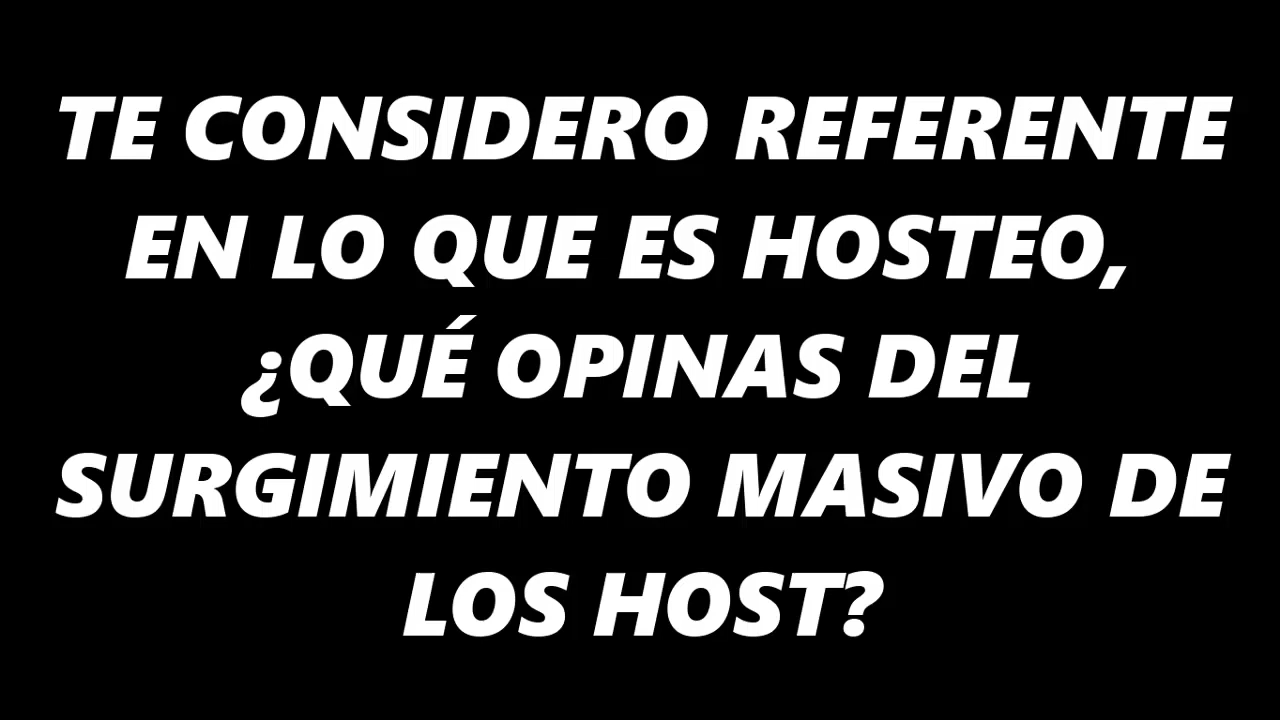 TE CONSIDERO REFERENTE
EN LO QUE ES HOSTEO,
¿QUÉ OPINAS DEL
SURGIMIENTO MASIVO DE
LOS HOST?